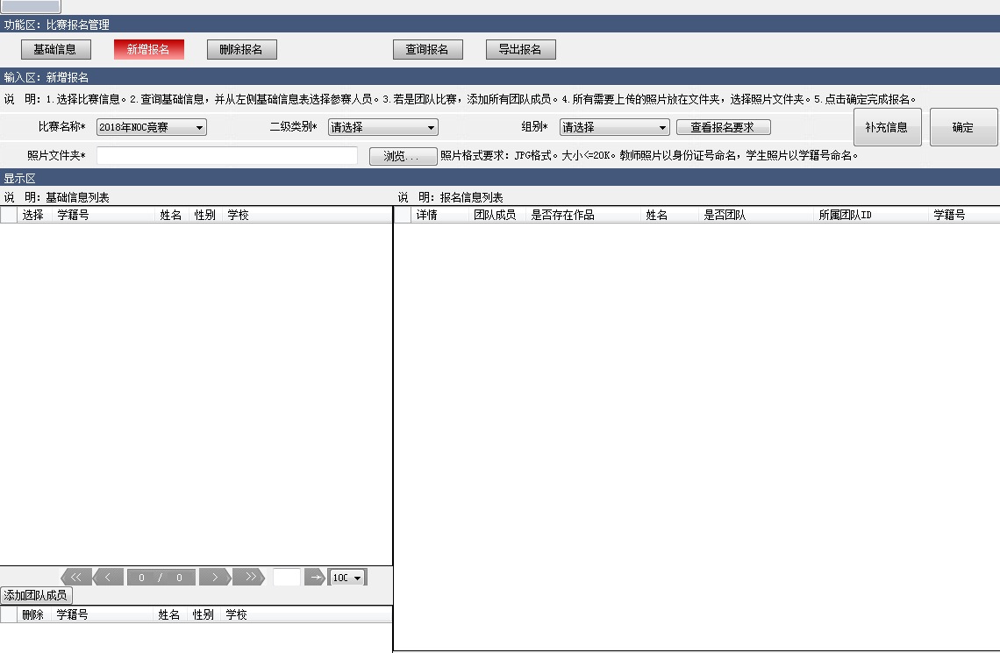 功能区：比赛报名管理
基础信息 新增报名 删除报名 查询报名 导出报名
输入区：新增报名
说 明：1.选择比赛信息。2.查询基础信息，并从左侧基础信息表选择参赛人员。3.若是团队比赛，添加所有团队成员。4.所有需要上传的照片放在文件夹，选择照片文件夹。5.点击确定完成报名。
比赛名称* 2018年NOC竞赛 二级类别* 请选择 组别* 请选择 查看报名要求 补充信息 确定
照片文件夹* 浏览... 照片格式要求：JPG格式。大小<=20K。教师照片以身份证号命名，学生照片以学籍号命名。
显示区
说 明：基础信息列表 说 明：报名信息列表
选择 学籍号 姓名 性别 学校 详情 团队成员 是否存在作品 姓名 是否团队 所属团队ID 学籍号
<< < 0 / 0 > >> → 100
添加团队成员
删除 学籍号 姓名 性别 学校